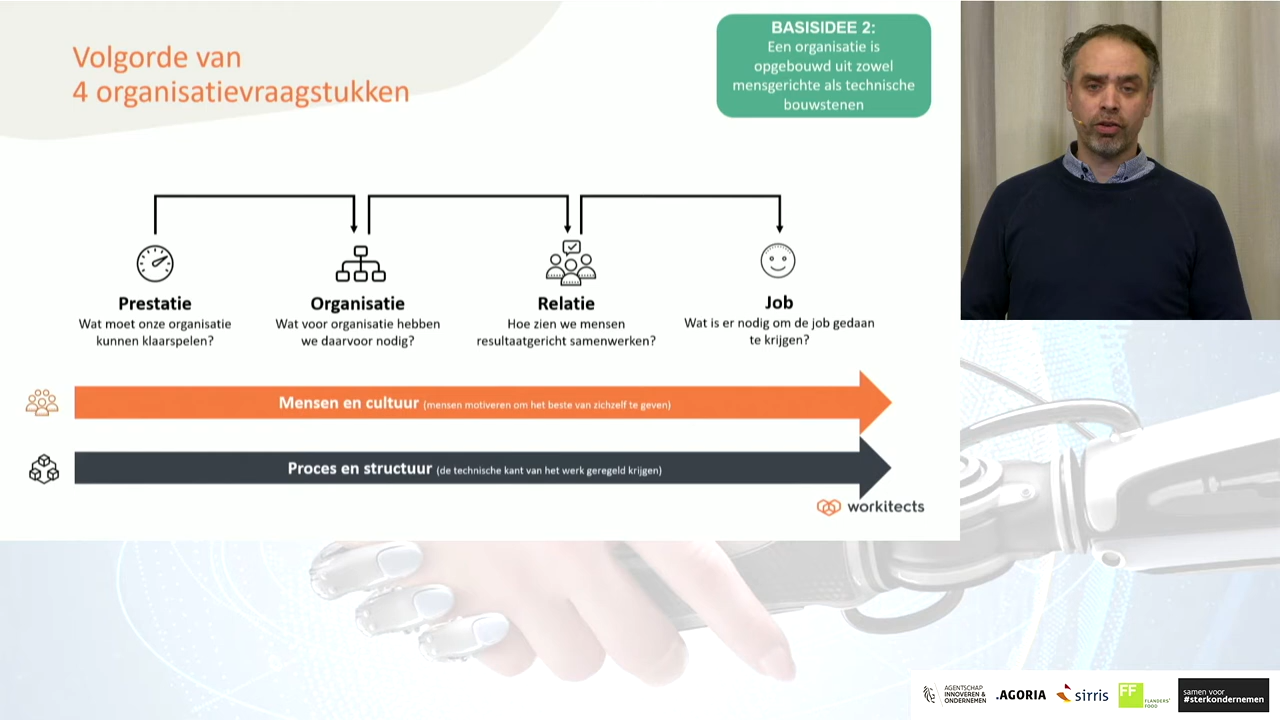 Volgorde van
4 organisatievraagstukken
BASISIDEE 2:
Een organisatie is
opgebouwd uit zowel
mensgerichte als technische
bouwstenen
Prestatie
Wat moet onze organisatie
kunnen klaarspelen?
Organisatie
Wat voor organisatie hebben
we daarvoor nodig?
Relatie
Hoe zien we mensen
resultaatgericht samenwerken?
Job
Wat is er nodig om de job gedaan
te krijgen?
Mensen en cultuur (mensen motiveren om het beste van zichzelf te geven)
Proces en structuur (de technische kant van het werk geregeld krijgen)
workitects
AGENTSCHAP
INNOVEREN &
ONDERNEMEN
.AGORIA
sirris
FF
FLANDERS'
FOOD
samen voor
#sterkondernemen